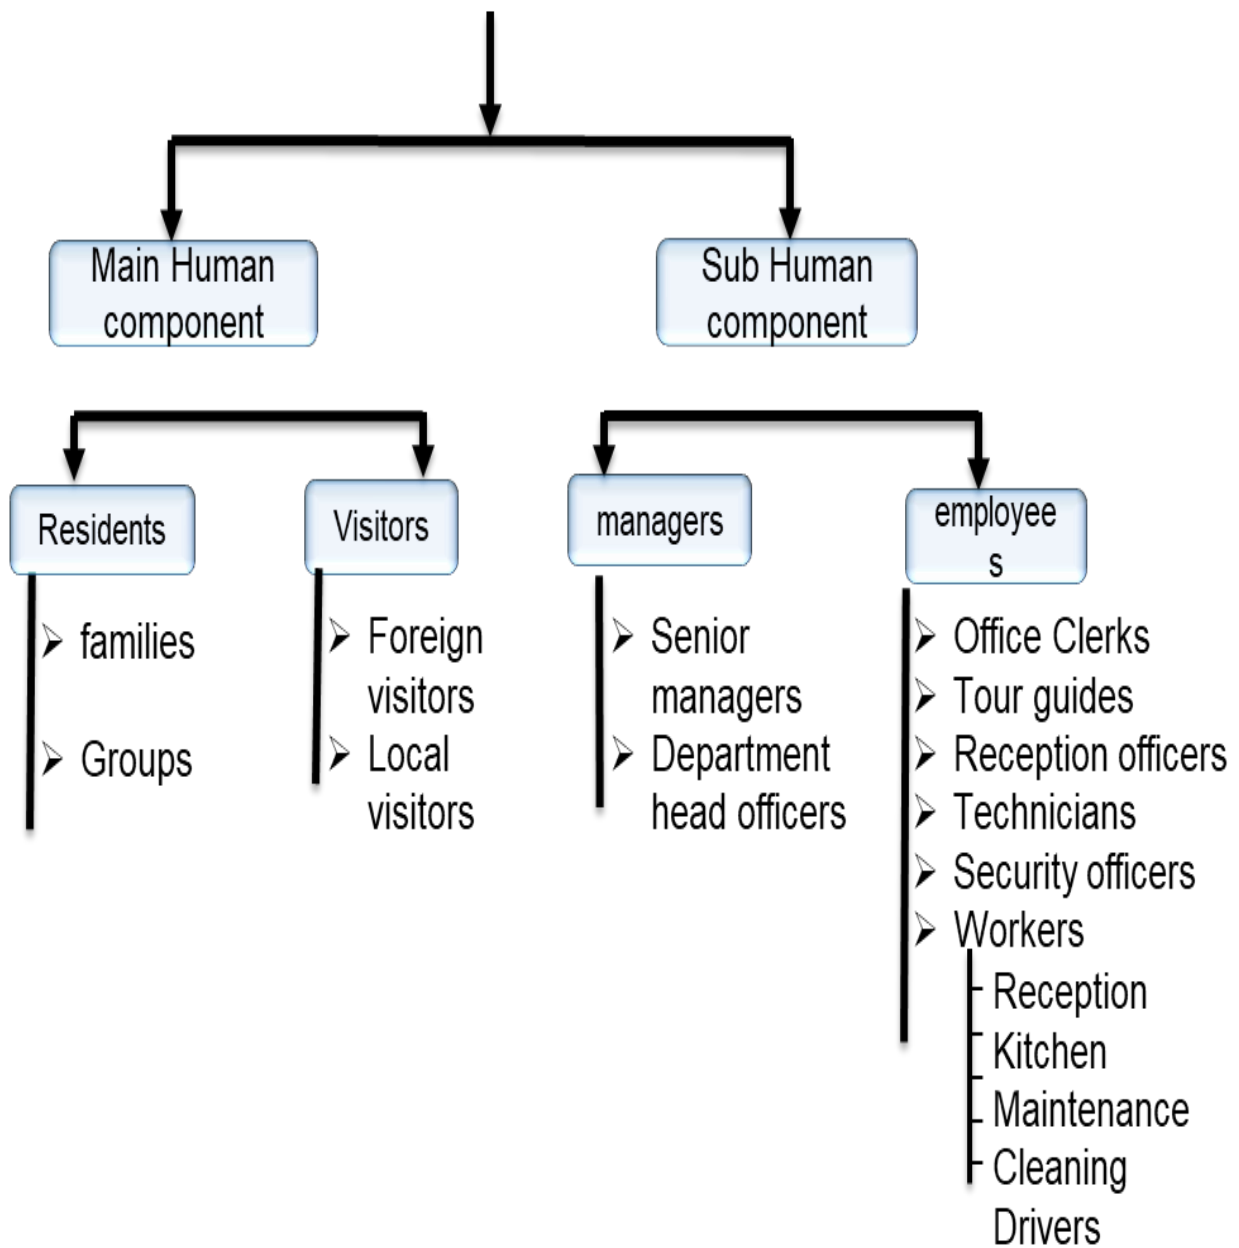 Main Human
component
Sub Human
component
Residents
Visitors
managers
employee
s
families
Groups
Foreign
visitors
Local
visitors
Senior
managers
Department
head officers
Office Clerks
Tour guides
Reception officers
Technicians
Security officers
Workers
Reception
Kitchen
Maintenance
Cleaning
Drivers